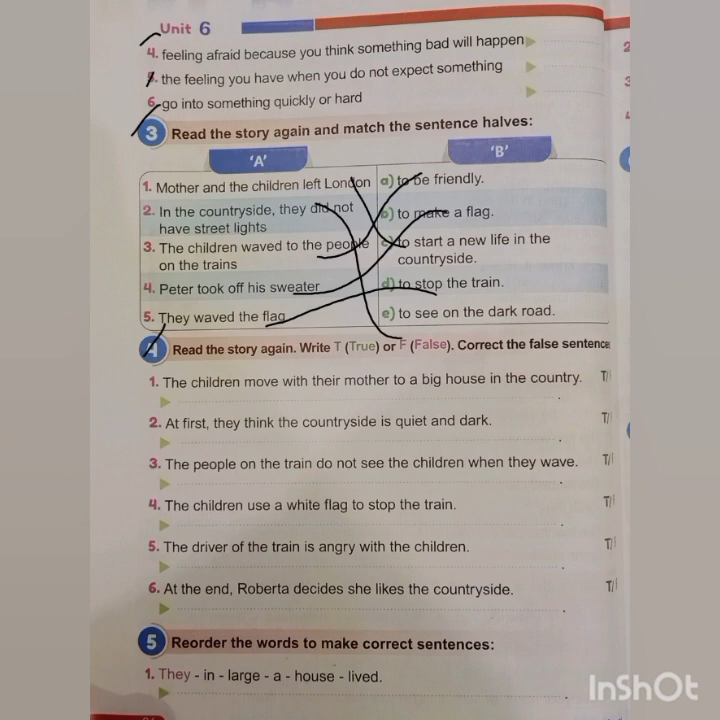 Unit 6
4. feeling afraid because you think something bad will happen
5. the feeling you have when you do not expect something
6. go into something quickly or hard
3 Read the story again and match the sentence halves:
'A' 'B'
1. Mother and the children left London a) to be friendly.
2. In the countryside, they did not b) to make a flag.
have street lights
3. The children waved to the people c) to start a new life in the
on the trains countryside.
4. Peter took off his sweater d) to stop the train.
5. They waved the flag e) to see on the dark road.
4 Read the story again. Write T (True) or F (False). Correct the false sentence
1. The children move with their mother to a big house in the country. T/
2. At first, they think the countryside is quiet and dark. T/
3. The people on the train do not see the children when they wave. T/
4. The children use a white flag to stop the train. T/
5. The driver of the train is angry with the children. T/
6. At the end, Roberta decides she likes the countryside. T/
5 Reorder the words to make correct sentences:
1. They - in - large - a - house - lived.
InShOt